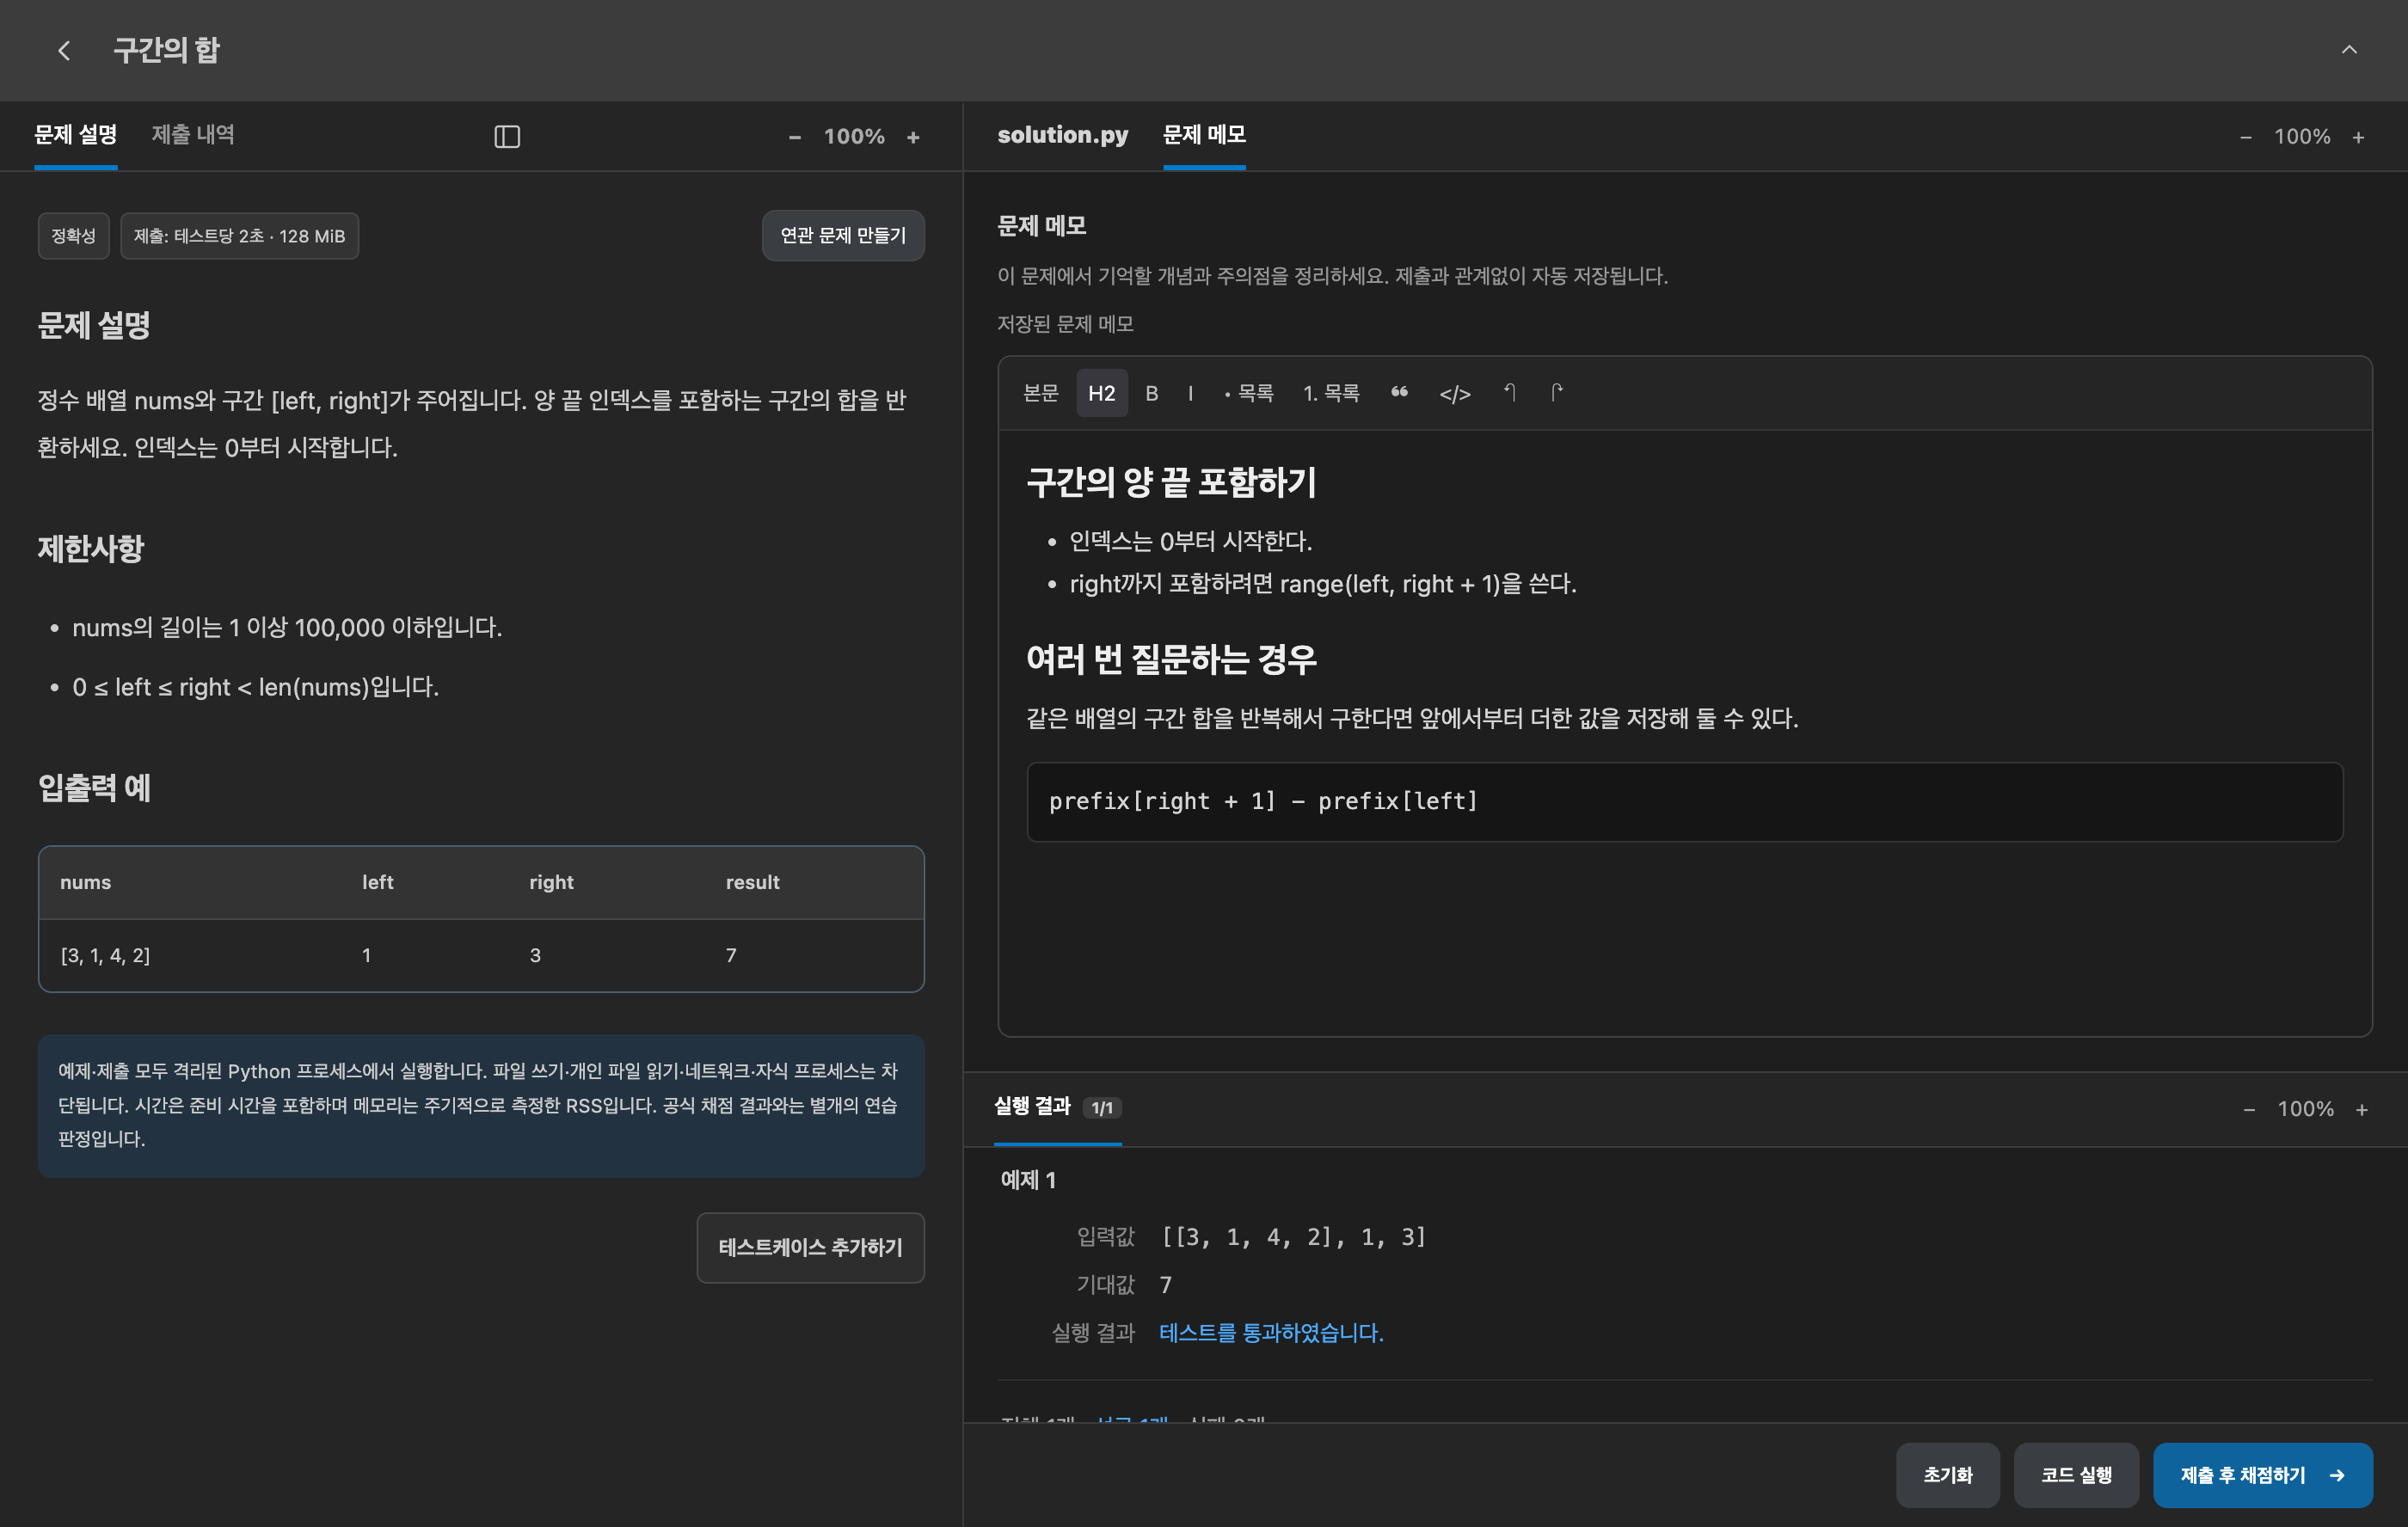 구간의 합
문제 설명
제출 내역
100%
정확성
제출: 테스트당 2초 · 128 MiB
연관 문제 만들기
문제 설명
정수 배열 nums와 구간 [left, right]가 주어집니다. 양 끝 인덱스를 포함하는 구간의 합을 반
환하세요. 인덱스는 0부터 시작합니다.
제한사항
• nums의 길이는 1 이상 100,000 이하입니다.
• 0 ≤ left ≤ right < len(nums)입니다.
입출력 예
nums left right result
[3, 1, 4, 2] 1 3 7
예제·제출 모두 격리된 Python 프로세스에서 실행합니다. 파일 쓰기·개인 파일 읽기·네트워크·자식 프로세스는 차
단됩니다. 시간은 준비 시간을 포함하며 메모리는 주기적으로 측정한 RSS입니다. 공식 채점 결과와는 별개의 연습
판정입니다.
테스트케이스 추가하기
solution.py
문제 메모
100%
문제 메모
이 문제에서 기억할 개념과 주의점을 정리하세요. 제출과 관계없이 자동 저장됩니다.
저장된 문제 메모
본문 H2 B I • 목록 1. 목록 ❝ </>
구간의 양 끝 포함하기
• 인덱스는 0부터 시작한다.
• right까지 포함하려면 range(left, right + 1)을 쓴다.
여러 번 질문하는 경우
같은 배열의 구간 합을 반복해서 구한다면 앞에서부터 더한 값을 저장해 둘 수 있다.
prefix[right + 1] - prefix[left]
실행 결과 1/1
100%
예제 1
입력값 [[3, 1, 4, 2], 1, 3]
기대값 7
실행 결과 테스트를 통과하였습니다.
초기화
코드 실행
제출 후 채점하기 →